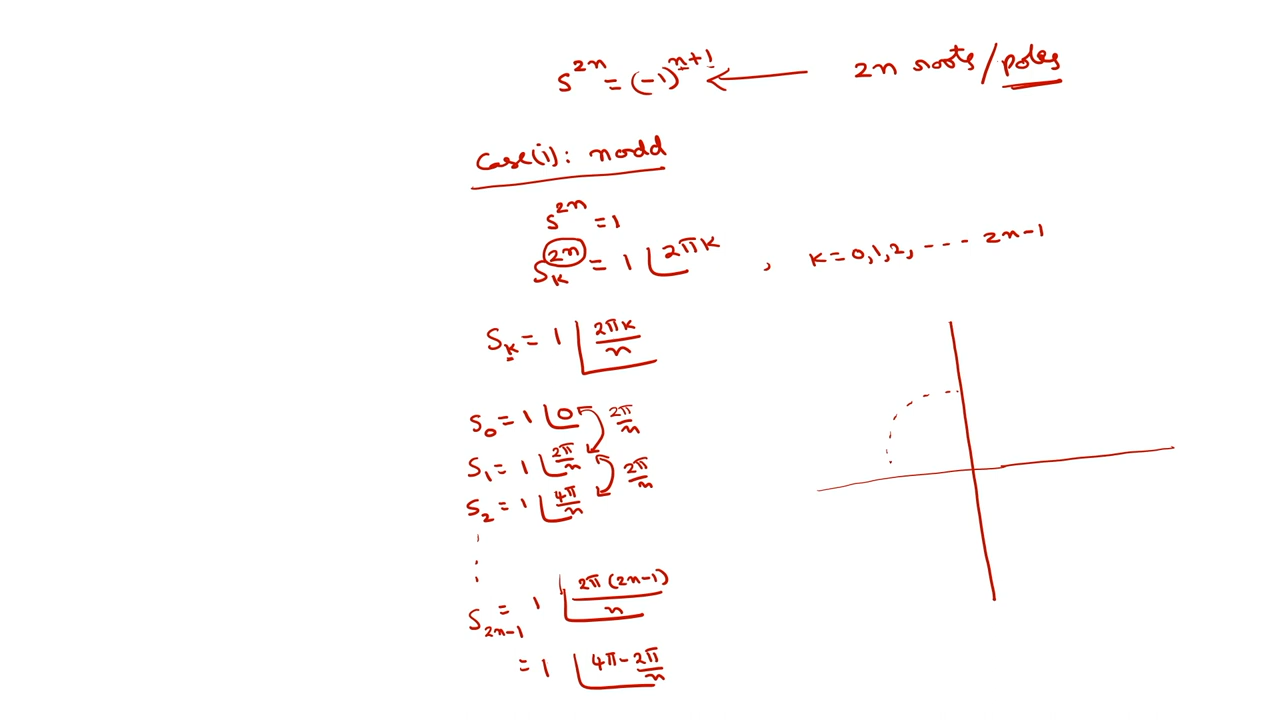 s^{2n} = (-1)^{n+1} ← 2n roots/poles
Case(i): n odd
s^{2n} = 1
s_k^{2n} = 1 ∠2πk , k = 0,1,2, ---- 2n-1
s_k = 1 ∠2πk/n
s_0 = 1 ∠0 2π/n
s_1 = 1 ∠2π/n 2π/n
s_2 = 1 ∠4π/n
s_{2n-1} = 1 ∠2π(2n-1)/n
= 1 ∠4π - 2π/n